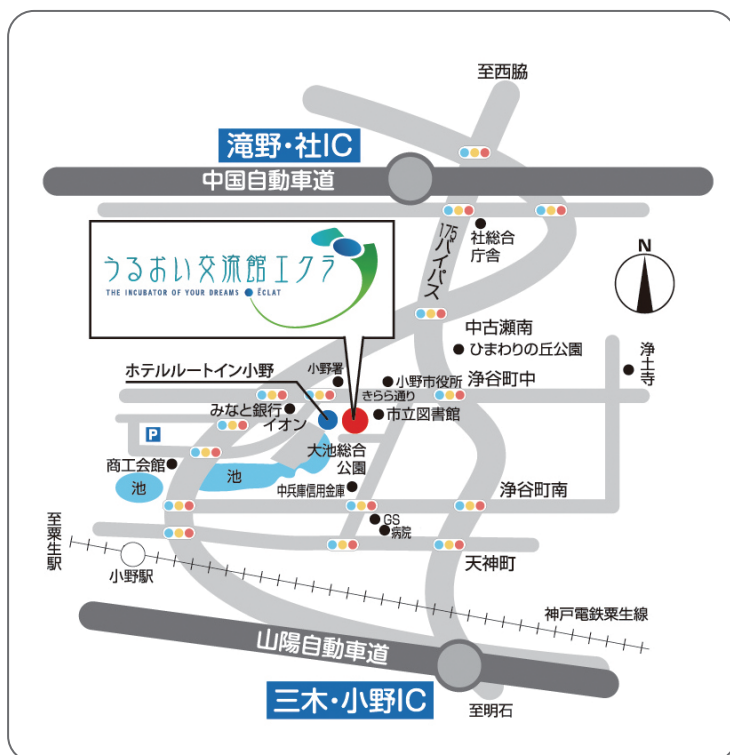 至西脇
滝野・社IC
中国自動車道
175バイパス
社総合
庁舎
うるおい交流館エクラ
THE INCUBATOR OF YOUR DREAMS ● ÉCLAT
N
中古瀬南
ひまわりの丘公園
浄土寺
ホテルルートイン小野
小野署
小野市役所
浄谷町中
きらら通り
みなと銀行
イオン
市立図書館
P
大池総合
公園
商工会館
池
池
中兵庫信用金庫
浄谷町南
GS
病院
至粟生駅
小野駅
天神町
神戸電鉄粟生線
山陽自動車道
三木・小野IC
至明石